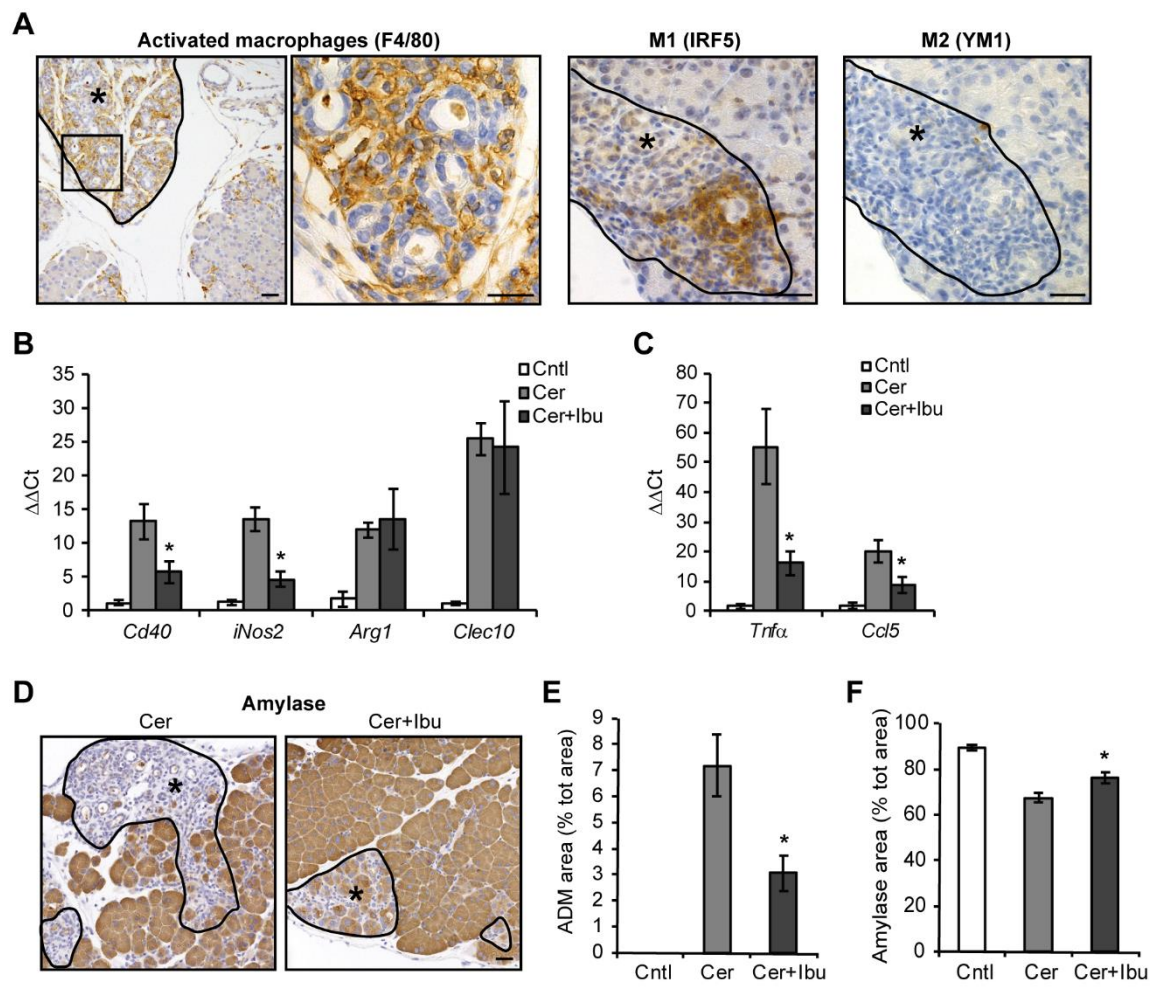 A
Activated macrophages (F4/80)
M1 (IRF5)
M2 (YM1)
*
*
*
B
35
30
25
20
15
10
5
0
ΔΔCt
Cntl
Cer
Cer+Ibu
*
*
Cd40
iNos2
Arg1
Clec10
C
80
70
60
50
40
30
20
10
0
ΔΔCt
Cntl
Cer
Cer+Ibu
*
*
Tnfα
Ccl5
D
Amylase
Cer
Cer+Ibu
*
*
E
9
8
7
6
5
4
3
2
1
0
ADM area (% tot area)
*
Cntl
Cer
Cer+Ibu
F
100
80
60
40
20
0
Amylase area (% tot area)
*
Cntl
Cer
Cer+Ibu